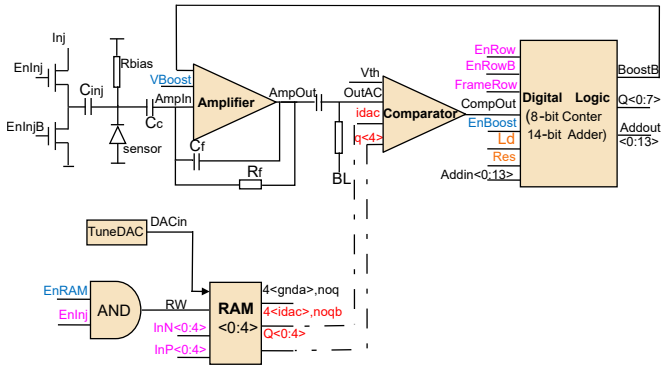 Inj
EnInj
Rbias
Cinj
EnInjB
sensor
Cc
VBoost
AmpIn
Amplifier
Cf
Rf
AmpOut
Vth
OutAC
idac
q<4>
Comparator
BL
CompOut
EnRow
EnRowB
FrameRow
EnBoost
Ld
Res
Addin<0:13>
Digital Logic
(8-bit Conter
14-bit Adder)
BoostB
Q<0:7>
Addout
<0:13>
TuneDAC
DACin
EnRAM
EnInj
AND
RW
InN<0:4>
InP<0:4>
RAM
<0:4>
4<gnda>,noq
4<idac>,noqb
Q<0:4>